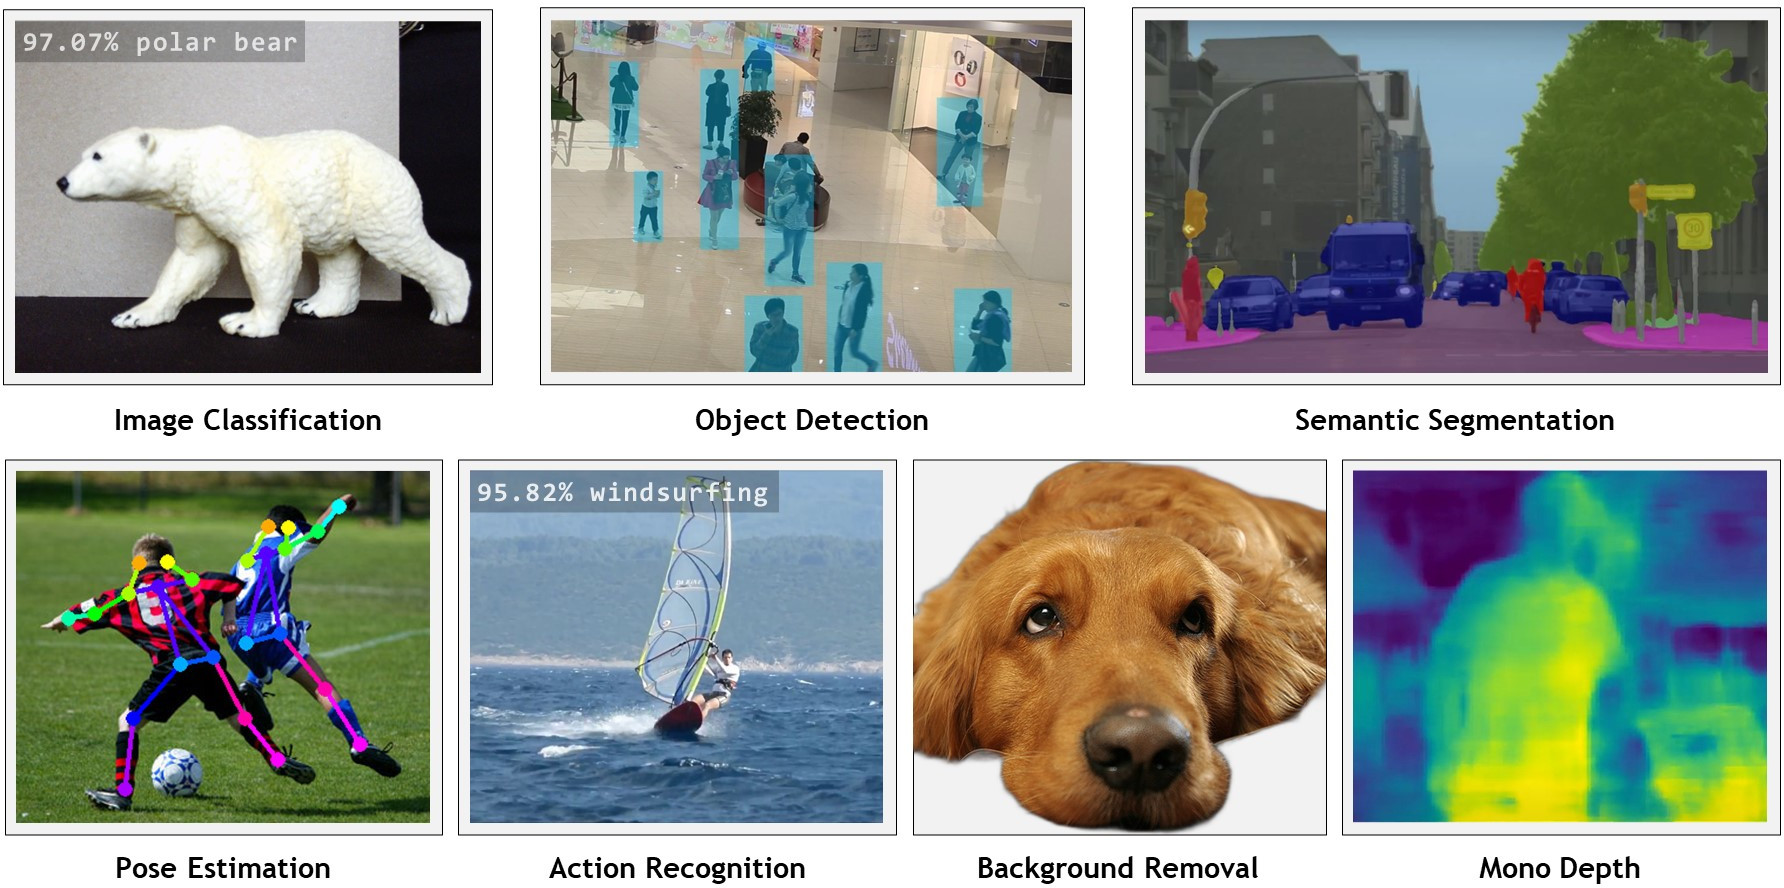 97.07% polar bear
Image Classification
Object Detection
Semantic Segmentation
95.82% windsurfing
Pose Estimation
Action Recognition
Background Removal
Mono Depth